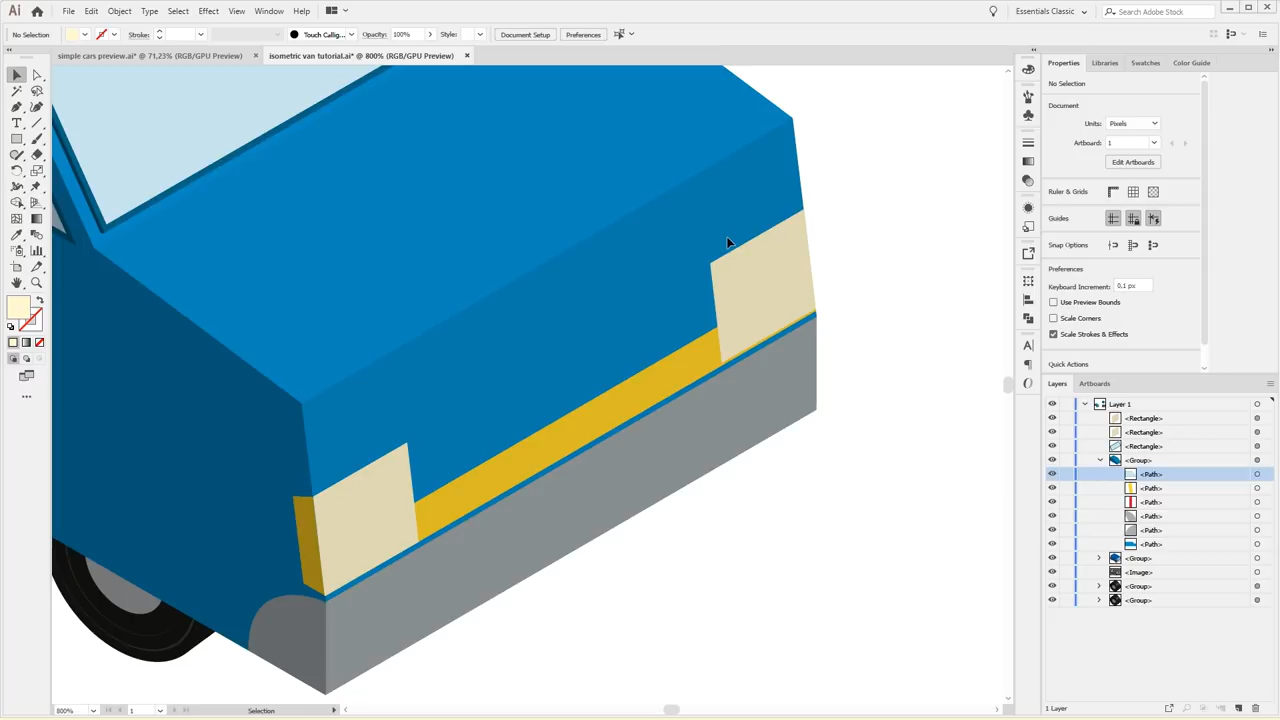 Ai File Edit Object Type Select Effect View Window Help Essentials Classic Search Adobe Stock
No Selection Stroke: Touch Callig... Opacity: 100% Style: Document Setup Preferences
simple cars preview.ai* @ 71,23% (RGB/GPU Preview) × isometric van tutorial.ai* @ 800% (RGB/GPU Preview) ×
Properties Libraries Swatches Color Guide
No Selection
Document
Units: Pixels
Artboard: 1
Edit Artboards
Ruler & Grids
Guides
Snap Options
Preferences
Keyboard Increment: 0,1 px
Use Preview Bounds
Scale Corners
Scale Strokes & Effects
Quick Actions
Layers Artboards
Layer 1
<Rectangle>
<Rectangle>
<Rectangle>
<Group>
<Path>
<Path>
<Path>
<Path>
<Path>
<Path>
<Group>
<Image>
<Group>
<Group>
800% 1 Selection 1 Layer